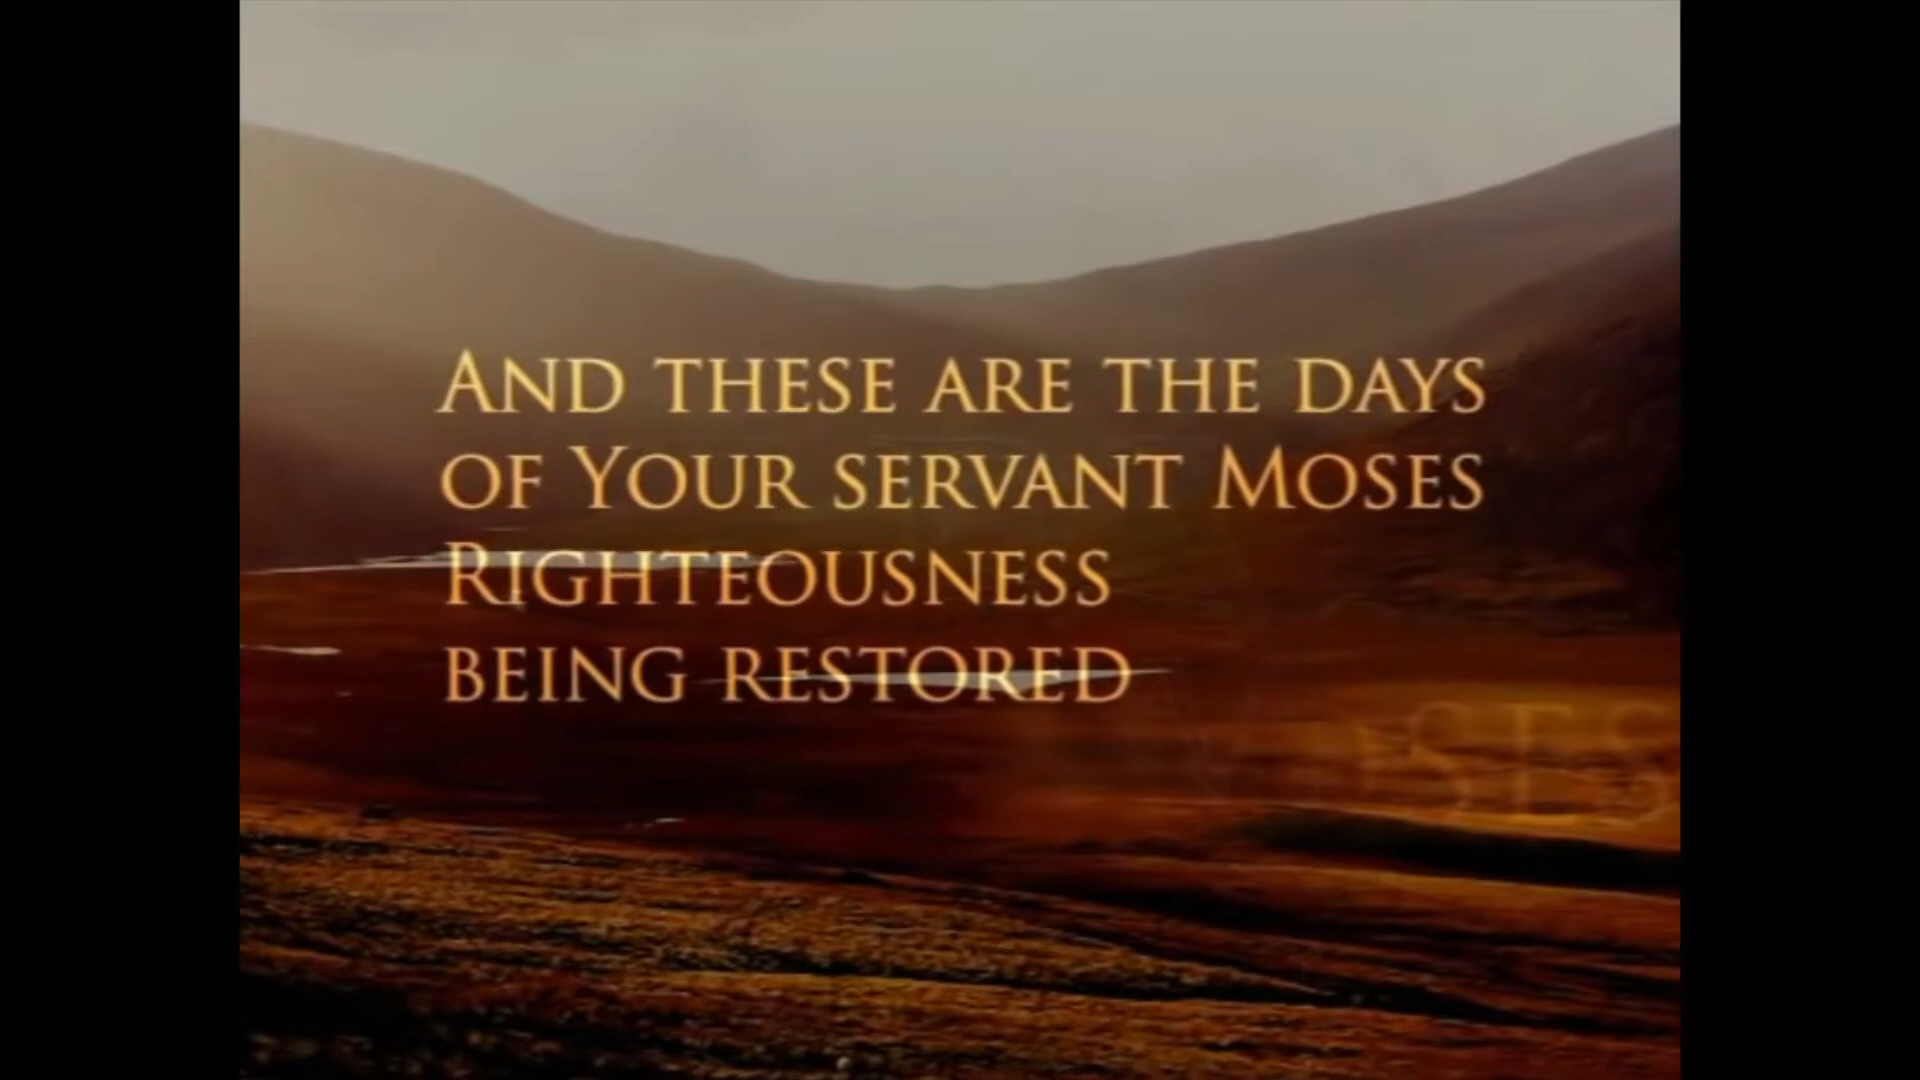 And these are the days
of Your servant Moses
Righteousness
being restored